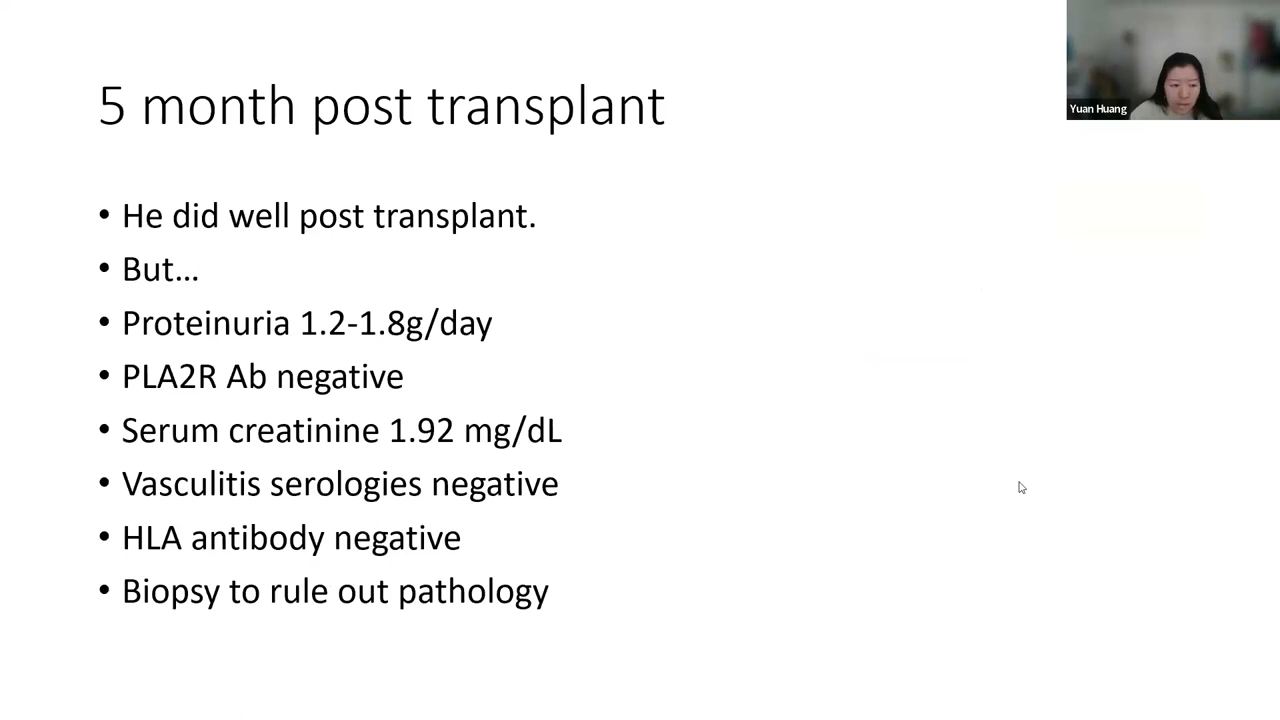 5 month post transplant
Yuan Huang
• He did well post transplant.
• But...
• Proteinuria 1.2-1.8g/day
• PLA2R Ab negative
• Serum creatinine 1.92 mg/dL
• Vasculitis serologies negative
• HLA antibody negative
• Biopsy to rule out pathology